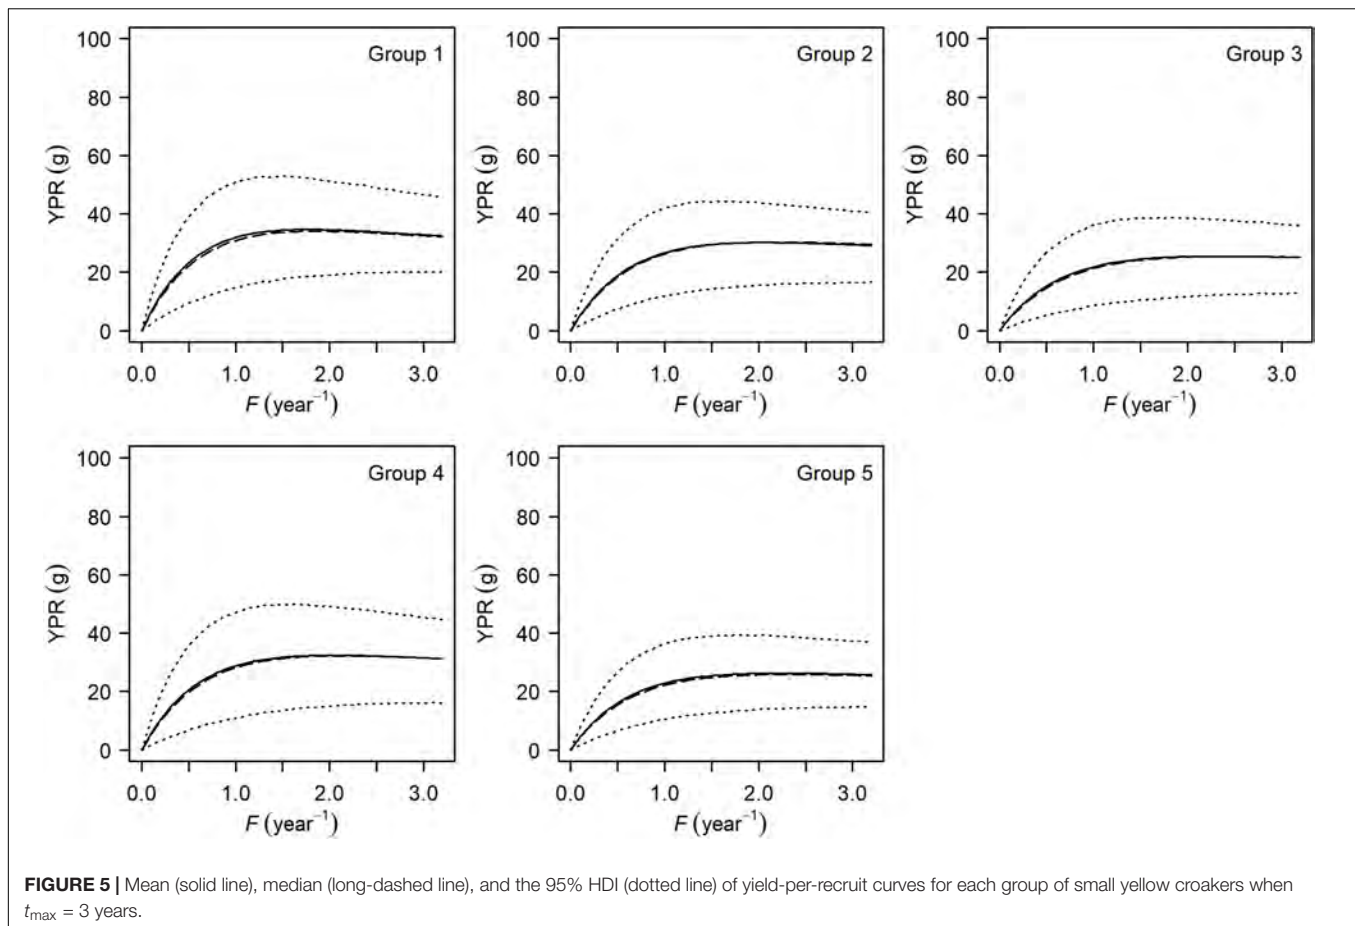 100
80
60
40
20
0
YPR (g)
Group 1
0.0 1.0 2.0 3.0
F (year⁻¹)
100
80
60
40
20
0
YPR (g)
Group 2
0.0 1.0 2.0 3.0
F (year⁻¹)
100
80
60
40
20
0
YPR (g)
Group 3
0.0 1.0 2.0 3.0
F (year⁻¹)
100
80
60
40
20
0
YPR (g)
Group 4
0.0 1.0 2.0 3.0
F (year⁻¹)
100
80
60
40
20
0
YPR (g)
Group 5
0.0 1.0 2.0 3.0
F (year⁻¹)
FIGURE 5 | Mean (solid line), median (long-dashed line), and the 95% HDI (dotted line) of yield-per-recruit curves for each group of small yellow croakers when
tmax = 3 years.